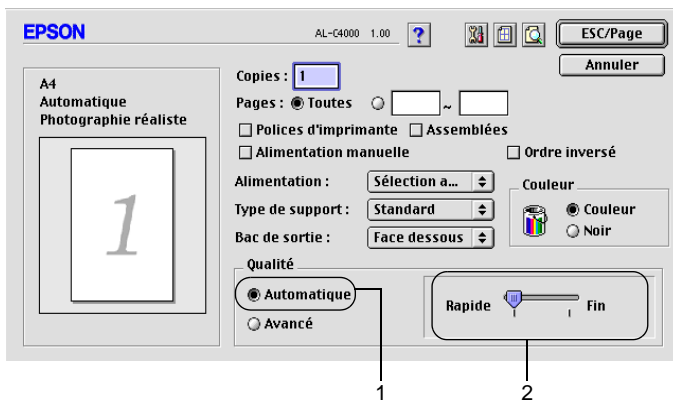 EPSON AL-C4000 1.00 ? ESC/Page
Annuler
A4
Automatique
Photographie réaliste
1
Copies : 1
Pages : Toutes ~
Polices d'imprimante Assemblées
Alimentation manuelle Ordre inversé
Alimentation : Sélection a...
Type de support : Standard
Bac de sortie : Face dessous
Couleur
Couleur
Noir
Qualité
Automatique
Avancé
Rapide Fin
1 2